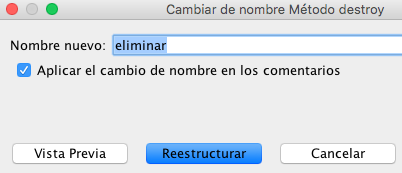 Cambiar de nombre Método destroy
Nombre nuevo: eliminar
Aplicar el cambio de nombre en los comentarios
Vista Previa Reestructurar Cancelar